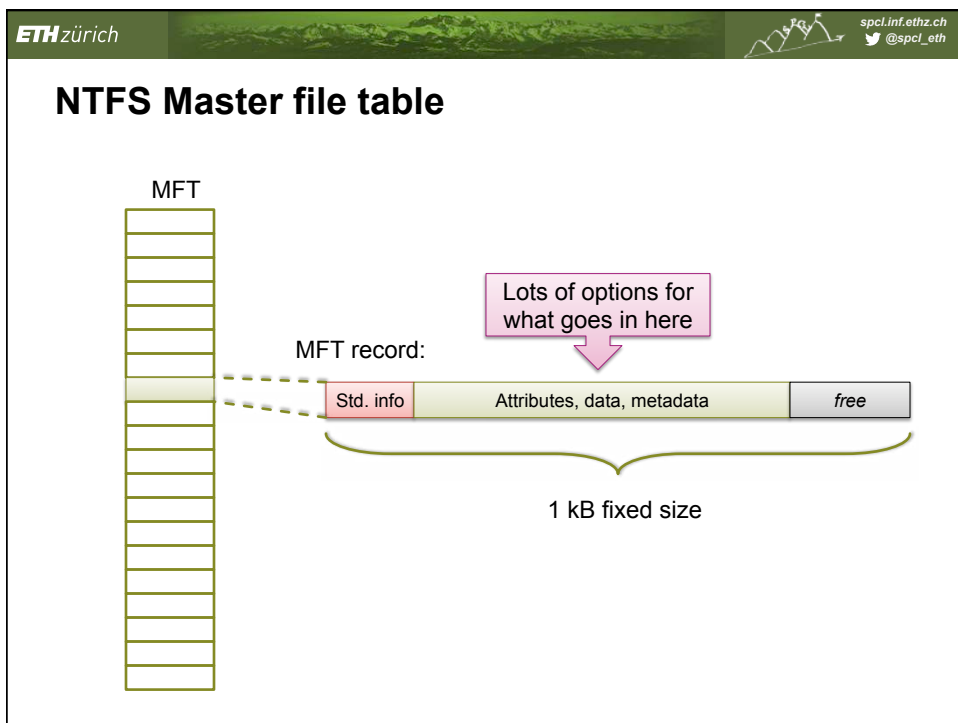 ETH zürich
spcl.inf.ethz.ch
@spcl_eth
NTFS Master file table
MFT
Lots of options for
what goes in here
MFT record:
Std. info
Attributes, data, metadata
free
1 kB fixed size